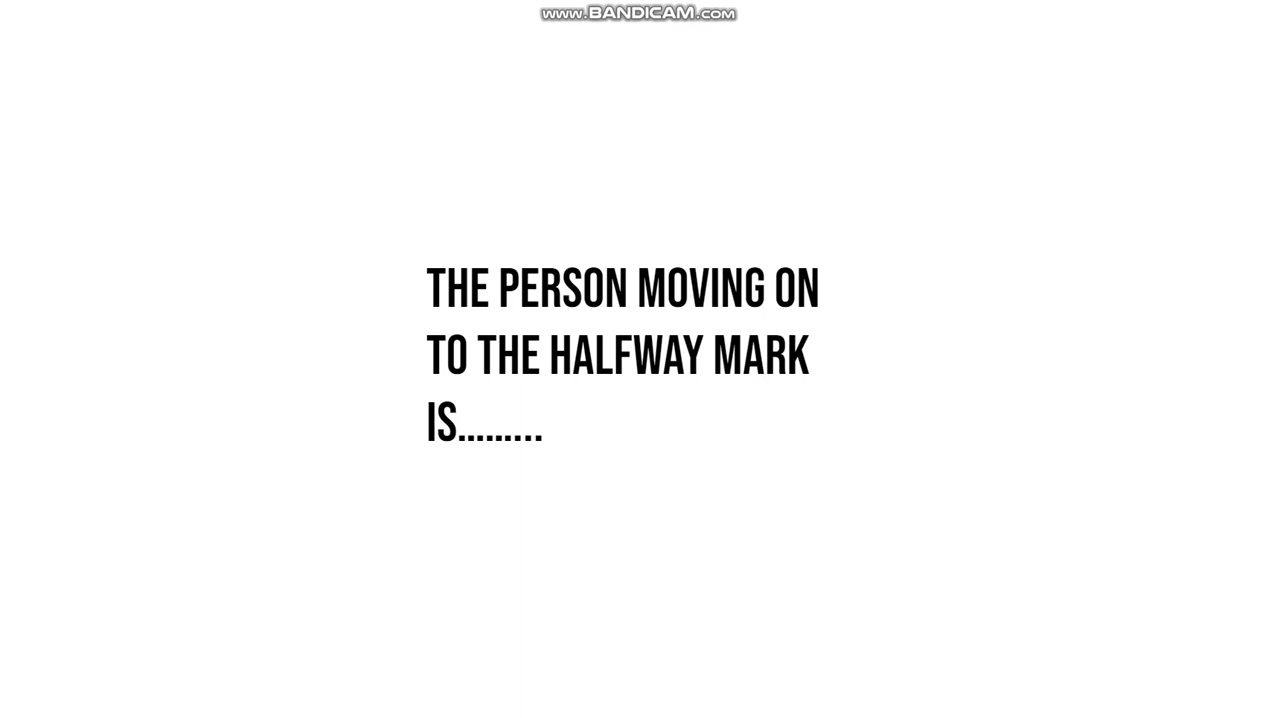 www.BANDICAM.com
THE PERSON MOVING ON
TO THE HALFWAY MARK
IS.........